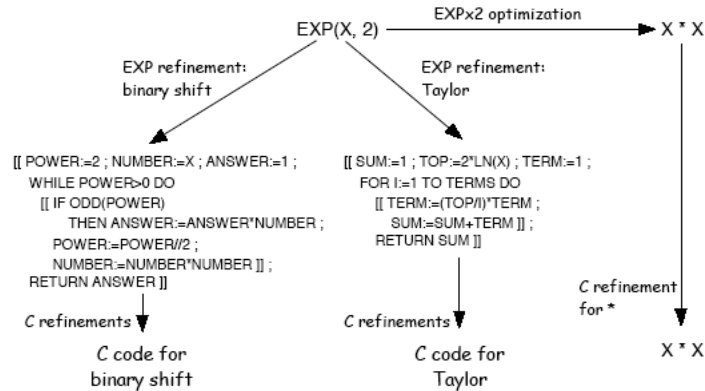 EXPx2 optimization
EXP(X, 2)
X * X
EXP refinement:
binary shift
EXP refinement:
Taylor
[[ POWER:=2 ; NUMBER:=X ; ANSWER:=1 ;
WHILE POWER>0 DO
[[ IF ODD(POWER)
THEN ANSWER:=ANSWER*NUMBER ;
POWER:=POWER//2 ;
NUMBER:=NUMBER*NUMBER ]] ;
RETURN ANSWER ]]
[[ SUM:=1 ; TOP:=2*LN(X) ; TERM:=1 ;
FOR I:=1 TO TERMS DO
[[ TERM:=(TOP/I)*TERM ;
SUM:=SUM+TERM ]] ;
RETURN SUM ]]
C refinements
C refinements
C refinement
for *
C code for
binary shift
C code for
Taylor
X * X